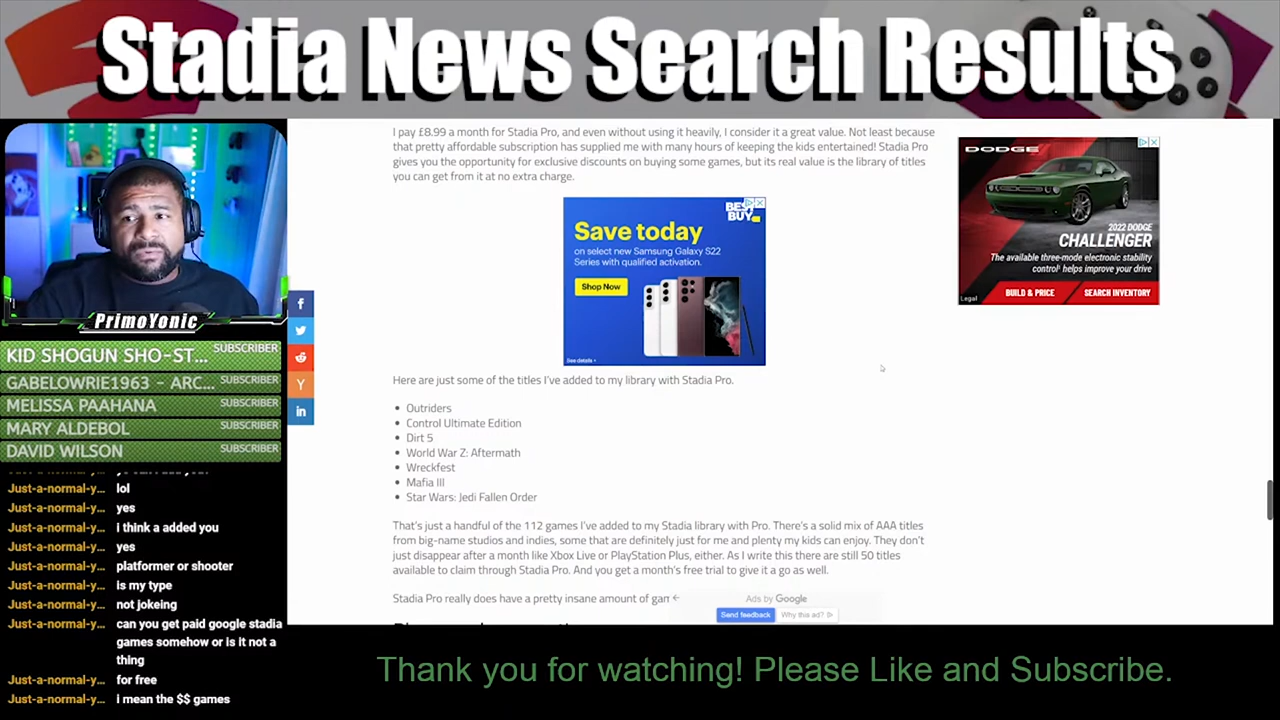 Stadia News Search Results
I pay £8.99 a month for Stadia Pro, and even without using it heavily, I consider it a great value. Not least because
that pretty affordable subscription has supplied me with many hours of keeping the kids entertained! Stadia Pro
gives you the opportunity for exclusive discounts on buying some games, but its real value is the library of titles
you can get from it at no extra charge.
BEST
BUY
Save today
on select new Samsung Galaxy S22
Series with qualified activation.
Shop Now
See details
DODGE
2022 DODGE
CHALLENGER
The available three-mode electronic stability
control¹ helps improve your drive
Legal
BUILD & PRICE
SEARCH INVENTORY
Here are just some of the titles I've added to my library with Stadia Pro.
Outriders
Control Ultimate Edition
Dirt 5
World War Z: Aftermath
Wreckfest
Mafia III
Star Wars: Jedi Fallen Order
That's just a handful of the 112 games I've added to my Stadia library with Pro. There's a solid mix of AAA titles
from big-name studios and indies, some that are definitely just for me and plenty my kids can enjoy. They don't
just disappear after a month like Xbox Live or PlayStation Plus, either. As I write this there are still 50 titles
available to claim through Stadia Pro. And you get a month's free trial to give it a go as well.
Stadia Pro really does have a pretty insane amount of gam
Ads by Google
Send feedback
Why this ad?
PrimoYonic
KID SHOGUN SHO-ST... SUBSCRIBER
GABELOWRIE1963 - ARC... SUBSCRIBER
MELISSA PAAHANA SUBSCRIBER
MARY ALDEBOL SUBSCRIBER
DAVID WILSON SUBSCRIBER
Just-a-normal-y... lol
Just-a-normal-y... yes
Just-a-normal-y... i think a added you
Just-a-normal-y... yes
Just-a-normal-y... platformer or shooter
Just-a-normal-y... is my type
Just-a-normal-y... not jokeing
Just-a-normal-y... can you get paid google stadia
games somehow or is it not a
thing
Just-a-normal-y... for free
Just-a-normal-y... i mean the $$ games
Thank you for watching! Please Like and Subscribe.